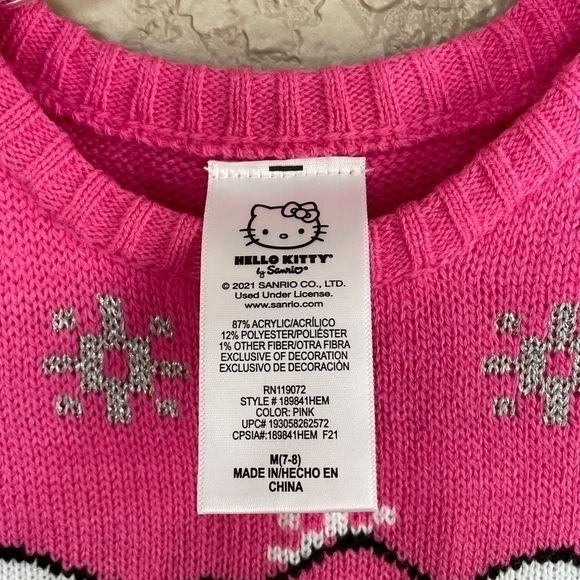 HELLO KITTY®
by Sanrio
© 2021 SANRIO CO., LTD.
Used Under License.
www.sanrio.com
87% ACRYLIC/ACRÍLICO
12% POLYESTER/POLIÉSTER
1% OTHER FIBER/OTRA FIBRA
EXCLUSIVE OF DECORATION
EXCLUSIVO DE DECORACIÓN
RN119072
STYLE # 189841HEM
COLOR: PINK
UPC# 193058262572
CPSIA#:189841HEM F21
M(7-8)
MADE IN/HECHO EN
CHINA